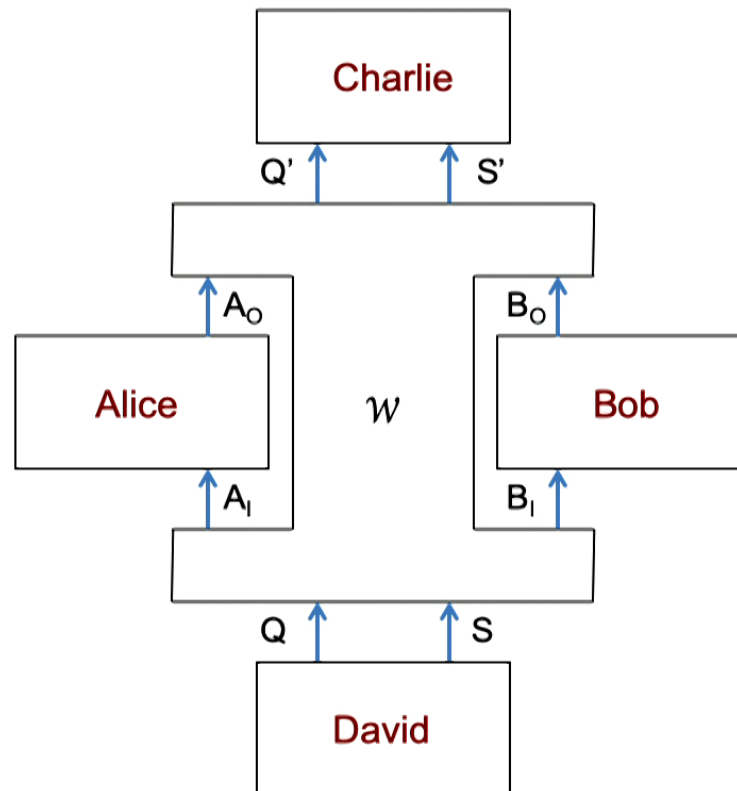 Charlie
Q’ S’
A_O B_O
Alice 𝒲 Bob
A_I B_I
Q S
David